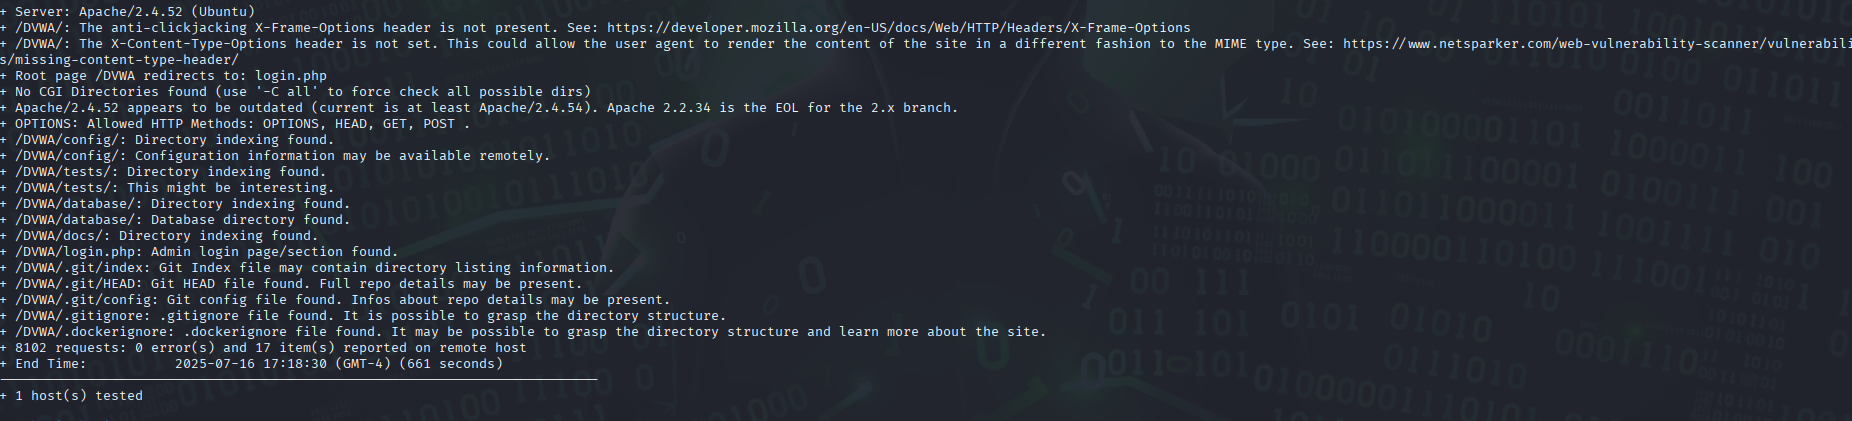 + Server: Apache/2.4.52 (Ubuntu)
+ /DVWA/: The anti-clickjacking X-Frame-Options header is not present. See: https://developer.mozilla.org/en-US/docs/Web/HTTP/Headers/X-Frame-Options
+ /DVWA/: The X-Content-Type-Options header is not set. This could allow the user agent to render the content of the site in a different fashion to the MIME type. See: https://www.netsparker.com/web-vulnerability-scanner/vulnerabili
s/missing-content-type-header/
+ Root page /DVWA redirects to: login.php
+ No CGI Directories found (use '-C all' to force check all possible dirs)
+ Apache/2.4.52 appears to be outdated (current is at least Apache/2.4.54). Apache 2.2.34 is the EOL for the 2.x branch.
+ OPTIONS: Allowed HTTP Methods: OPTIONS, HEAD, GET, POST .
+ /DVWA/config/: Directory indexing found.
+ /DVWA/config/: Configuration information may be available remotely.
+ /DVWA/tests/: Directory indexing found.
+ /DVWA/tests/: This might be interesting.
+ /DVWA/database/: Directory indexing found.
+ /DVWA/database/: Database directory found.
+ /DVWA/docs/: Directory indexing found.
+ /DVWA/login.php: Admin login page/section found.
+ /DVWA/.git/index: Git Index file may contain directory listing information.
+ /DVWA/.git/HEAD: Git HEAD file found. Full repo details may be present.
+ /DVWA/.git/config: Git config file found. Infos about repo details may be present.
+ /DVWA/.gitignore: .gitignore file found. It is possible to grasp the directory structure.
+ /DVWA/.dockerignore: .dockerignore file found. It may be possible to grasp the directory structure and learn more about the site.
+ 8102 requests: 0 error(s) and 17 item(s) reported on remote host
+ End Time:           2025-07-16 17:18:30 (GMT-4) (661 seconds)
+ 1 host(s) tested